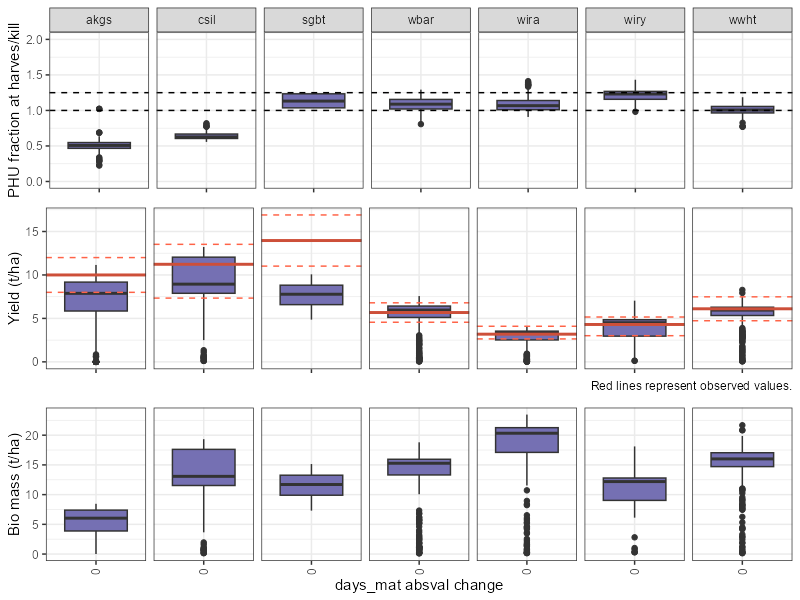 akgs csil sgbt wbar wira wiry wwht
PHU fraction at harves/kill
2.0
1.5
1.0
0.5
0.0
Yield (t/ha)
15
10
5
0
Red lines represent observed values.
Bio mass (t/ha)
20
15
10
5
0
0 0 0 0 0 0 0
days_mat absval change